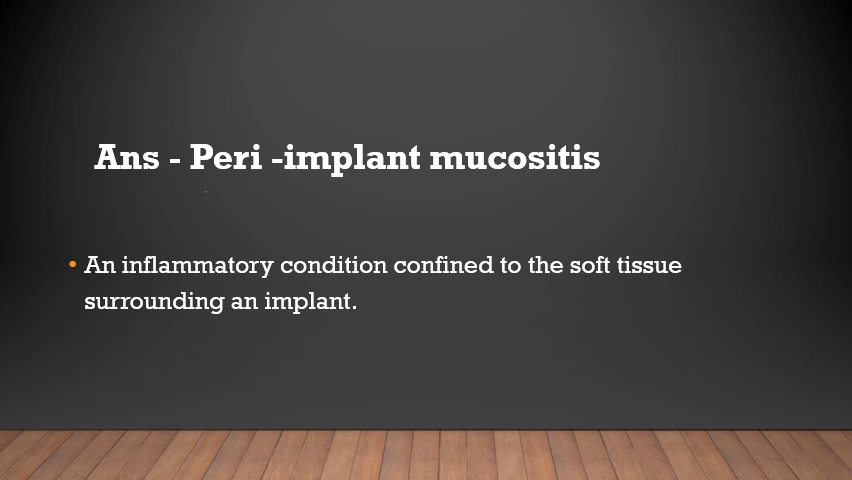 Ans - Peri -implant mucositis
• An inflammatory condition confined to the soft tissue
surrounding an implant.